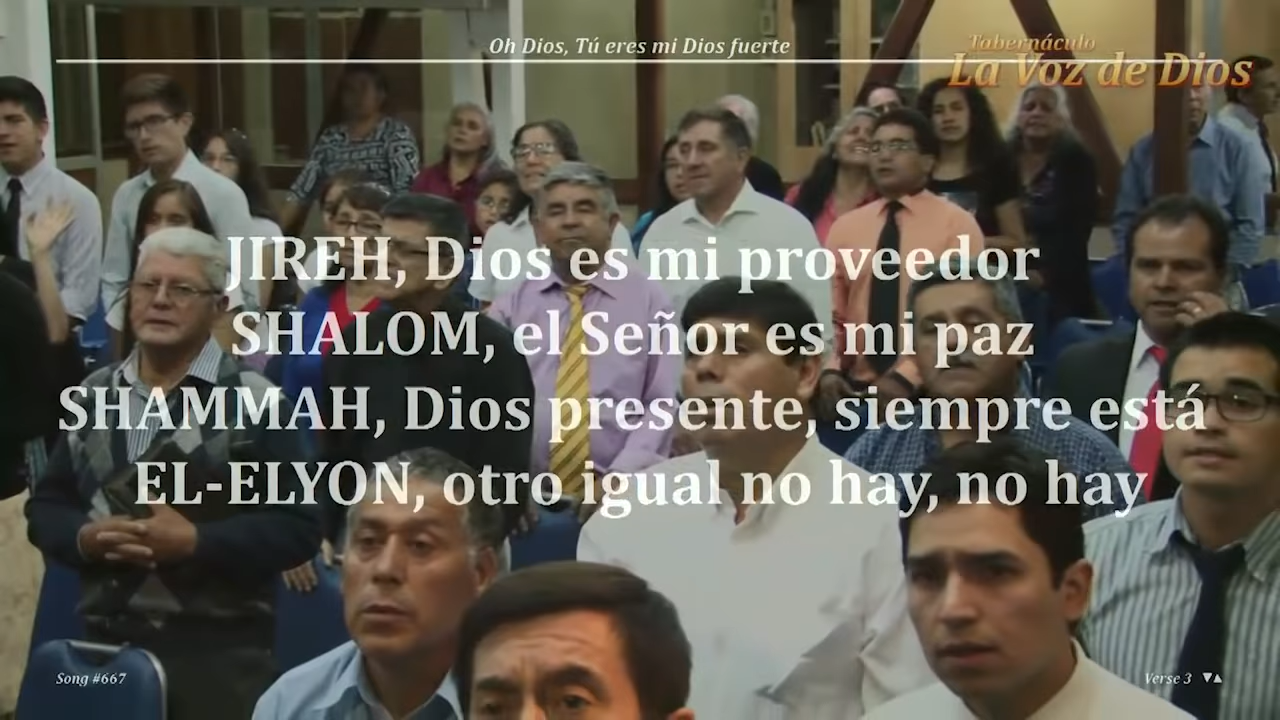 Oh Dios, Tú eres mi Dios fuerte
Tabernáculo
La Voz de Dios
JIREH, Dios es mi proveedor
SHALOM, el Señor es mi paz
SHAMMAH, Dios presente, siempre está
EL-ELYON, otro igual no hay, no hay
Song #667
Verse 3 ▼▲